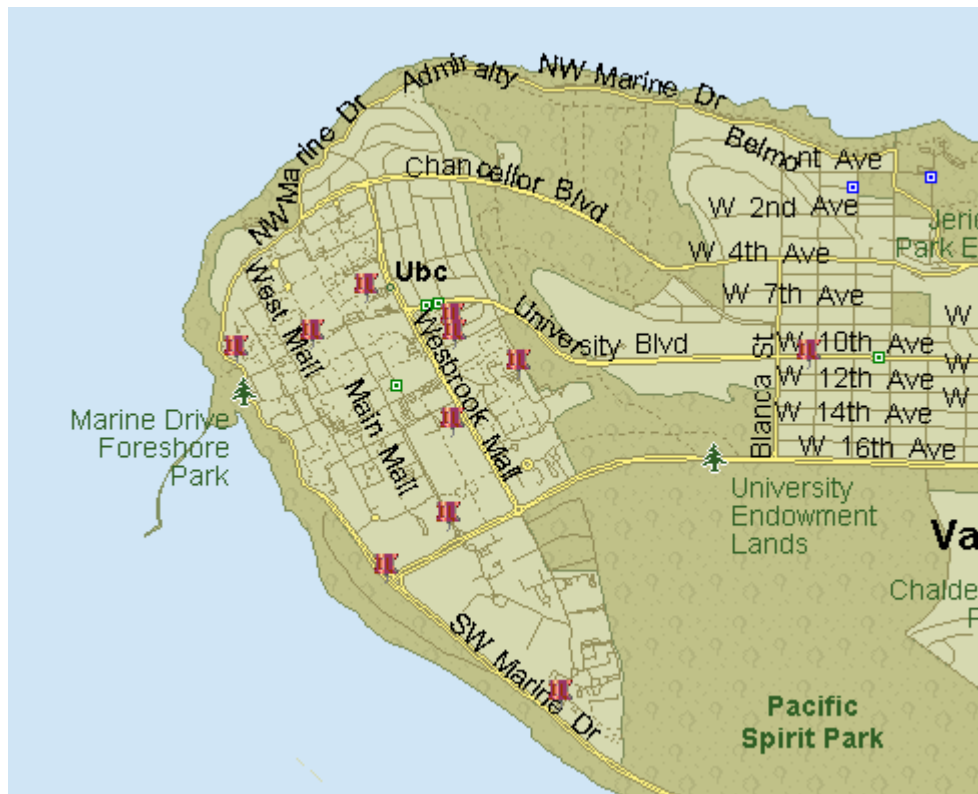 NW Marine Dr
Admiralty
NW Marine Dr
Belmont Ave
Chancellor Blvd
W 2nd Ave
W 4th Ave
Park E
Ubc
West Mall
W 7th Ave
University Blvd
W 10th Ave
W
W
W
Wesbrook Mall
Blanca St
W 12th Ave
Main Mall
W 14th Ave
Marine Drive
Foreshore
Park
W 16th Ave
University
Endowment
Lands
Va
Chalde
P
SW Marine Dr
Pacific
Spirit Park